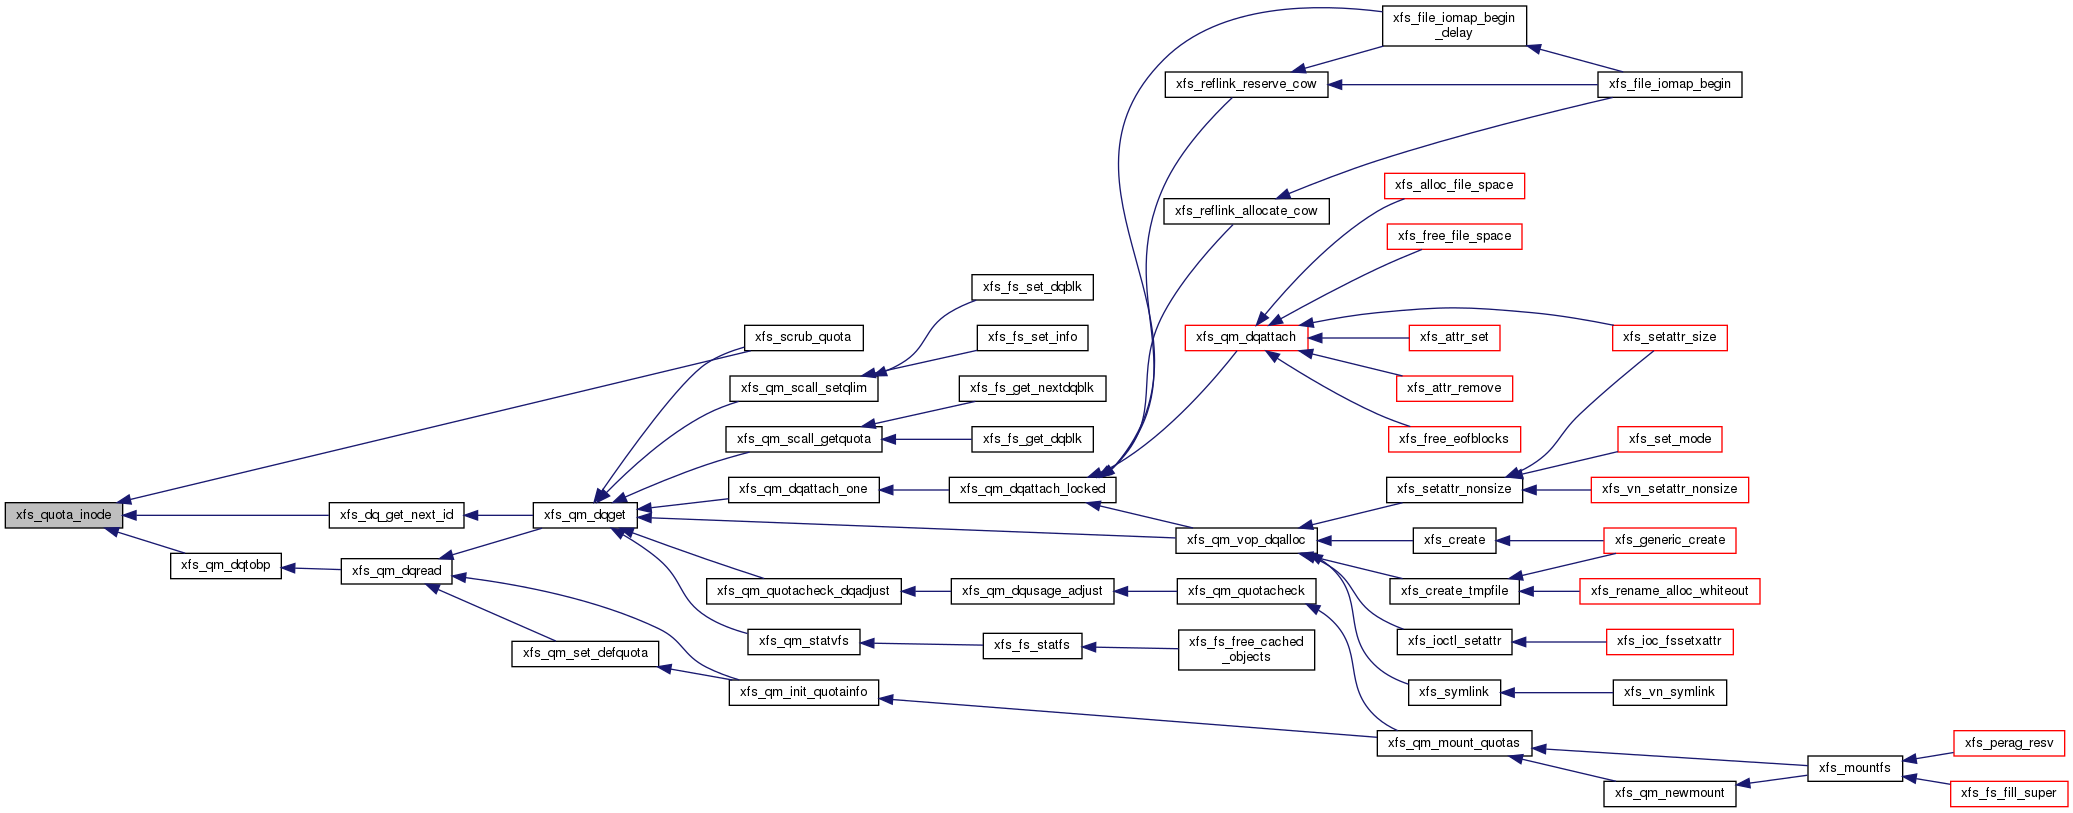 xfs_file_iomap_begin
_delay
xfs_reflink_reserve_cow
xfs_file_iomap_begin
xfs_alloc_file_space
xfs_reflink_allocate_cow
xfs_free_file_space
xfs_fs_set_dqblk
xfs_scrub_quota
xfs_fs_set_info
xfs_qm_dqattach
xfs_attr_set
xfs_setattr_size
xfs_qm_scall_setqlim
xfs_fs_get_nextdqblk
xfs_attr_remove
xfs_qm_scall_getquota
xfs_fs_get_dqblk
xfs_free_eofblocks
xfs_set_mode
xfs_qm_dqattach_one
xfs_qm_dqattach_locked
xfs_setattr_nonsize
xfs_vn_setattr_nonsize
xfs_quota_inode
xfs_dq_get_next_id
xfs_qm_dqget
xfs_qm_vop_dqalloc
xfs_create
xfs_generic_create
xfs_qm_dqtobp
xfs_qm_dqread
xfs_qm_quotacheck_dqadjust
xfs_qm_dqusage_adjust
xfs_qm_quotacheck
xfs_create_tmpfile
xfs_rename_alloc_whiteout
xfs_qm_statvfs
xfs_fs_statfs
xfs_fs_free_cached
_objects
xfs_ioctl_setattr
xfs_ioc_fssetxattr
xfs_qm_set_defquota
xfs_qm_init_quotainfo
xfs_symlink
xfs_vn_symlink
xfs_qm_mount_quotas
xfs_perag_resv
xfs_mountfs
xfs_qm_newmount
xfs_fs_fill_super